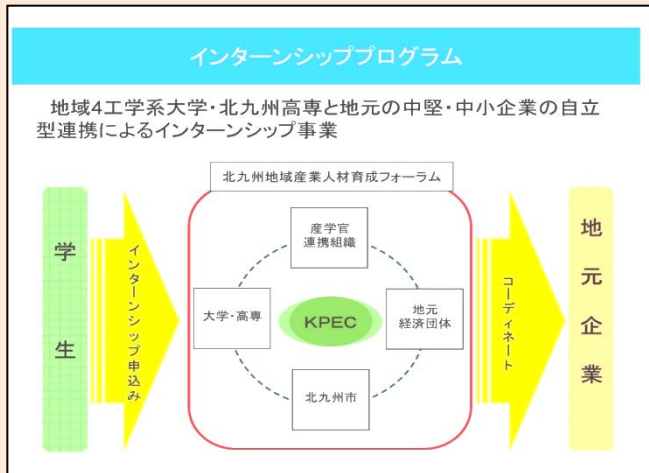 インターンシッププログラム
地域4工学系大学・北九州高専と地元の中堅・中小企業の自立
型連携によるインターンシップ事業
北九州地域産業人材育成フォーラム
学生
インターンシップ申込み
産学官
連携組織
大学・高専
KPEC
地元
経済団体
北九州市
コーディネート
地元企業